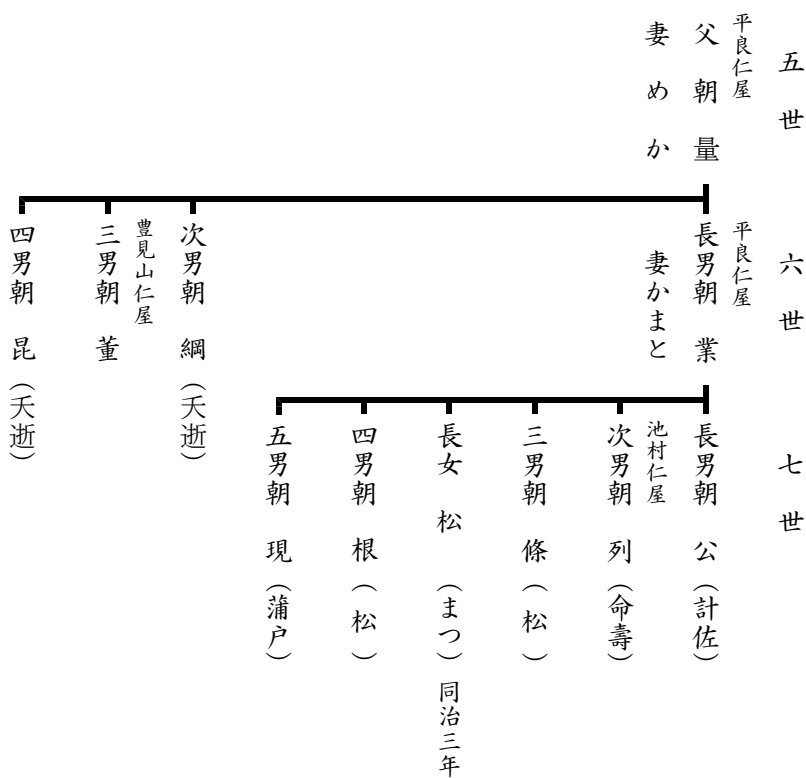 五世
平良仁屋
父朝量
妻めか
六世
平良仁屋
長男朝業
妻かまと
次男朝綱(夭逝)
豊見山仁屋
三男朝董
四男朝昆(夭逝)
七世
長男朝公(計佐)
池村仁屋
次男朝列(命壽)
三男朝條(松)
長女松(まつ)同治三年
四男朝根(松)
五男朝現(蒲戸)